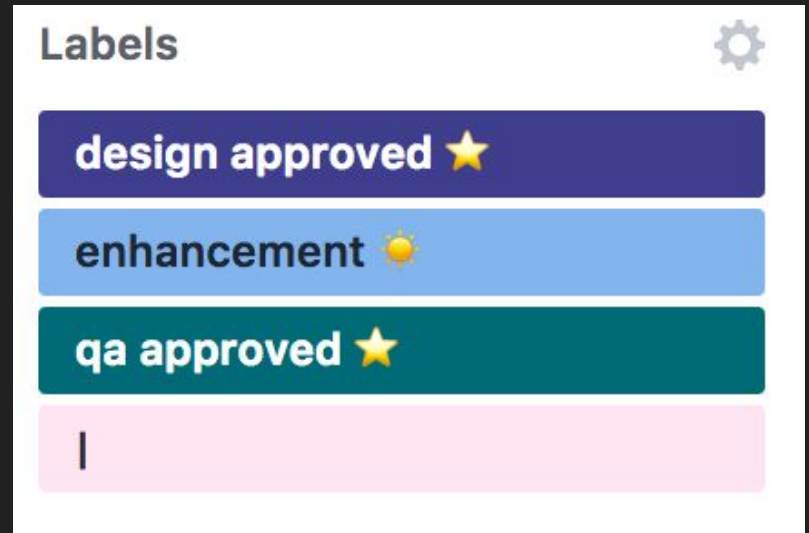 Labels
design approved ⭐
enhancement ☀️
qa approved ⭐
|